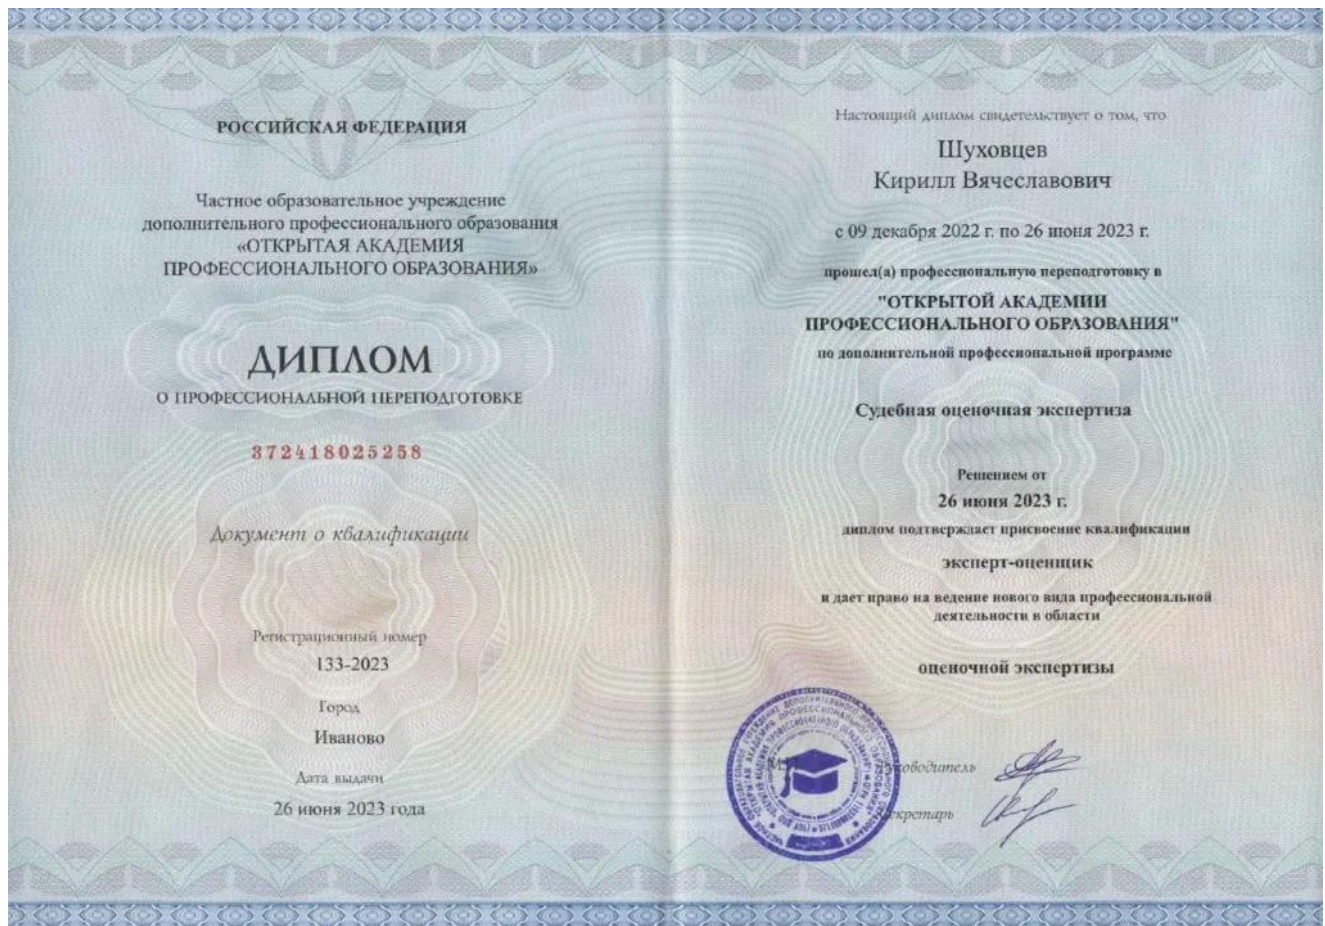 РОССИЙСКАЯ ФЕДЕРАЦИЯ
Частное образовательное учреждение
дополнительного профессионального образования
«ОТКРЫТАЯ АКАДЕМИЯ
ПРОФЕССИОНАЛЬНОГО ОБРАЗОВАНИЯ»
ДИПЛОМ
О ПРОФЕССИОНАЛЬНОЙ ПЕРЕПОДГОТОВКЕ
372418025258
Документ о квалификации
Регистрационный номер
133-2023
Город
Иваново
Дата выдачи
26 июня 2023 года
Настоящий диплом свидетельствует о том, что
Шуховцев
Кирилл Вячеславович
с 09 декабря 2022 г. по 26 июня 2023 г.
прошел(а) профессиональную переподготовку в
"ОТКРЫТОЙ АКАДЕМИИ
ПРОФЕССИОНАЛЬНОГО ОБРАЗОВАНИЯ"
по дополнительной профессиональной программе
Судебная оценочная экспертиза
Решением от
26 июня 2023 г.
диплом подтверждает присвоение квалификации
эксперт-оценщик
и дает право на ведение нового вида профессиональной
деятельности в области
оценочной экспертизы
Руководитель
Секретарь